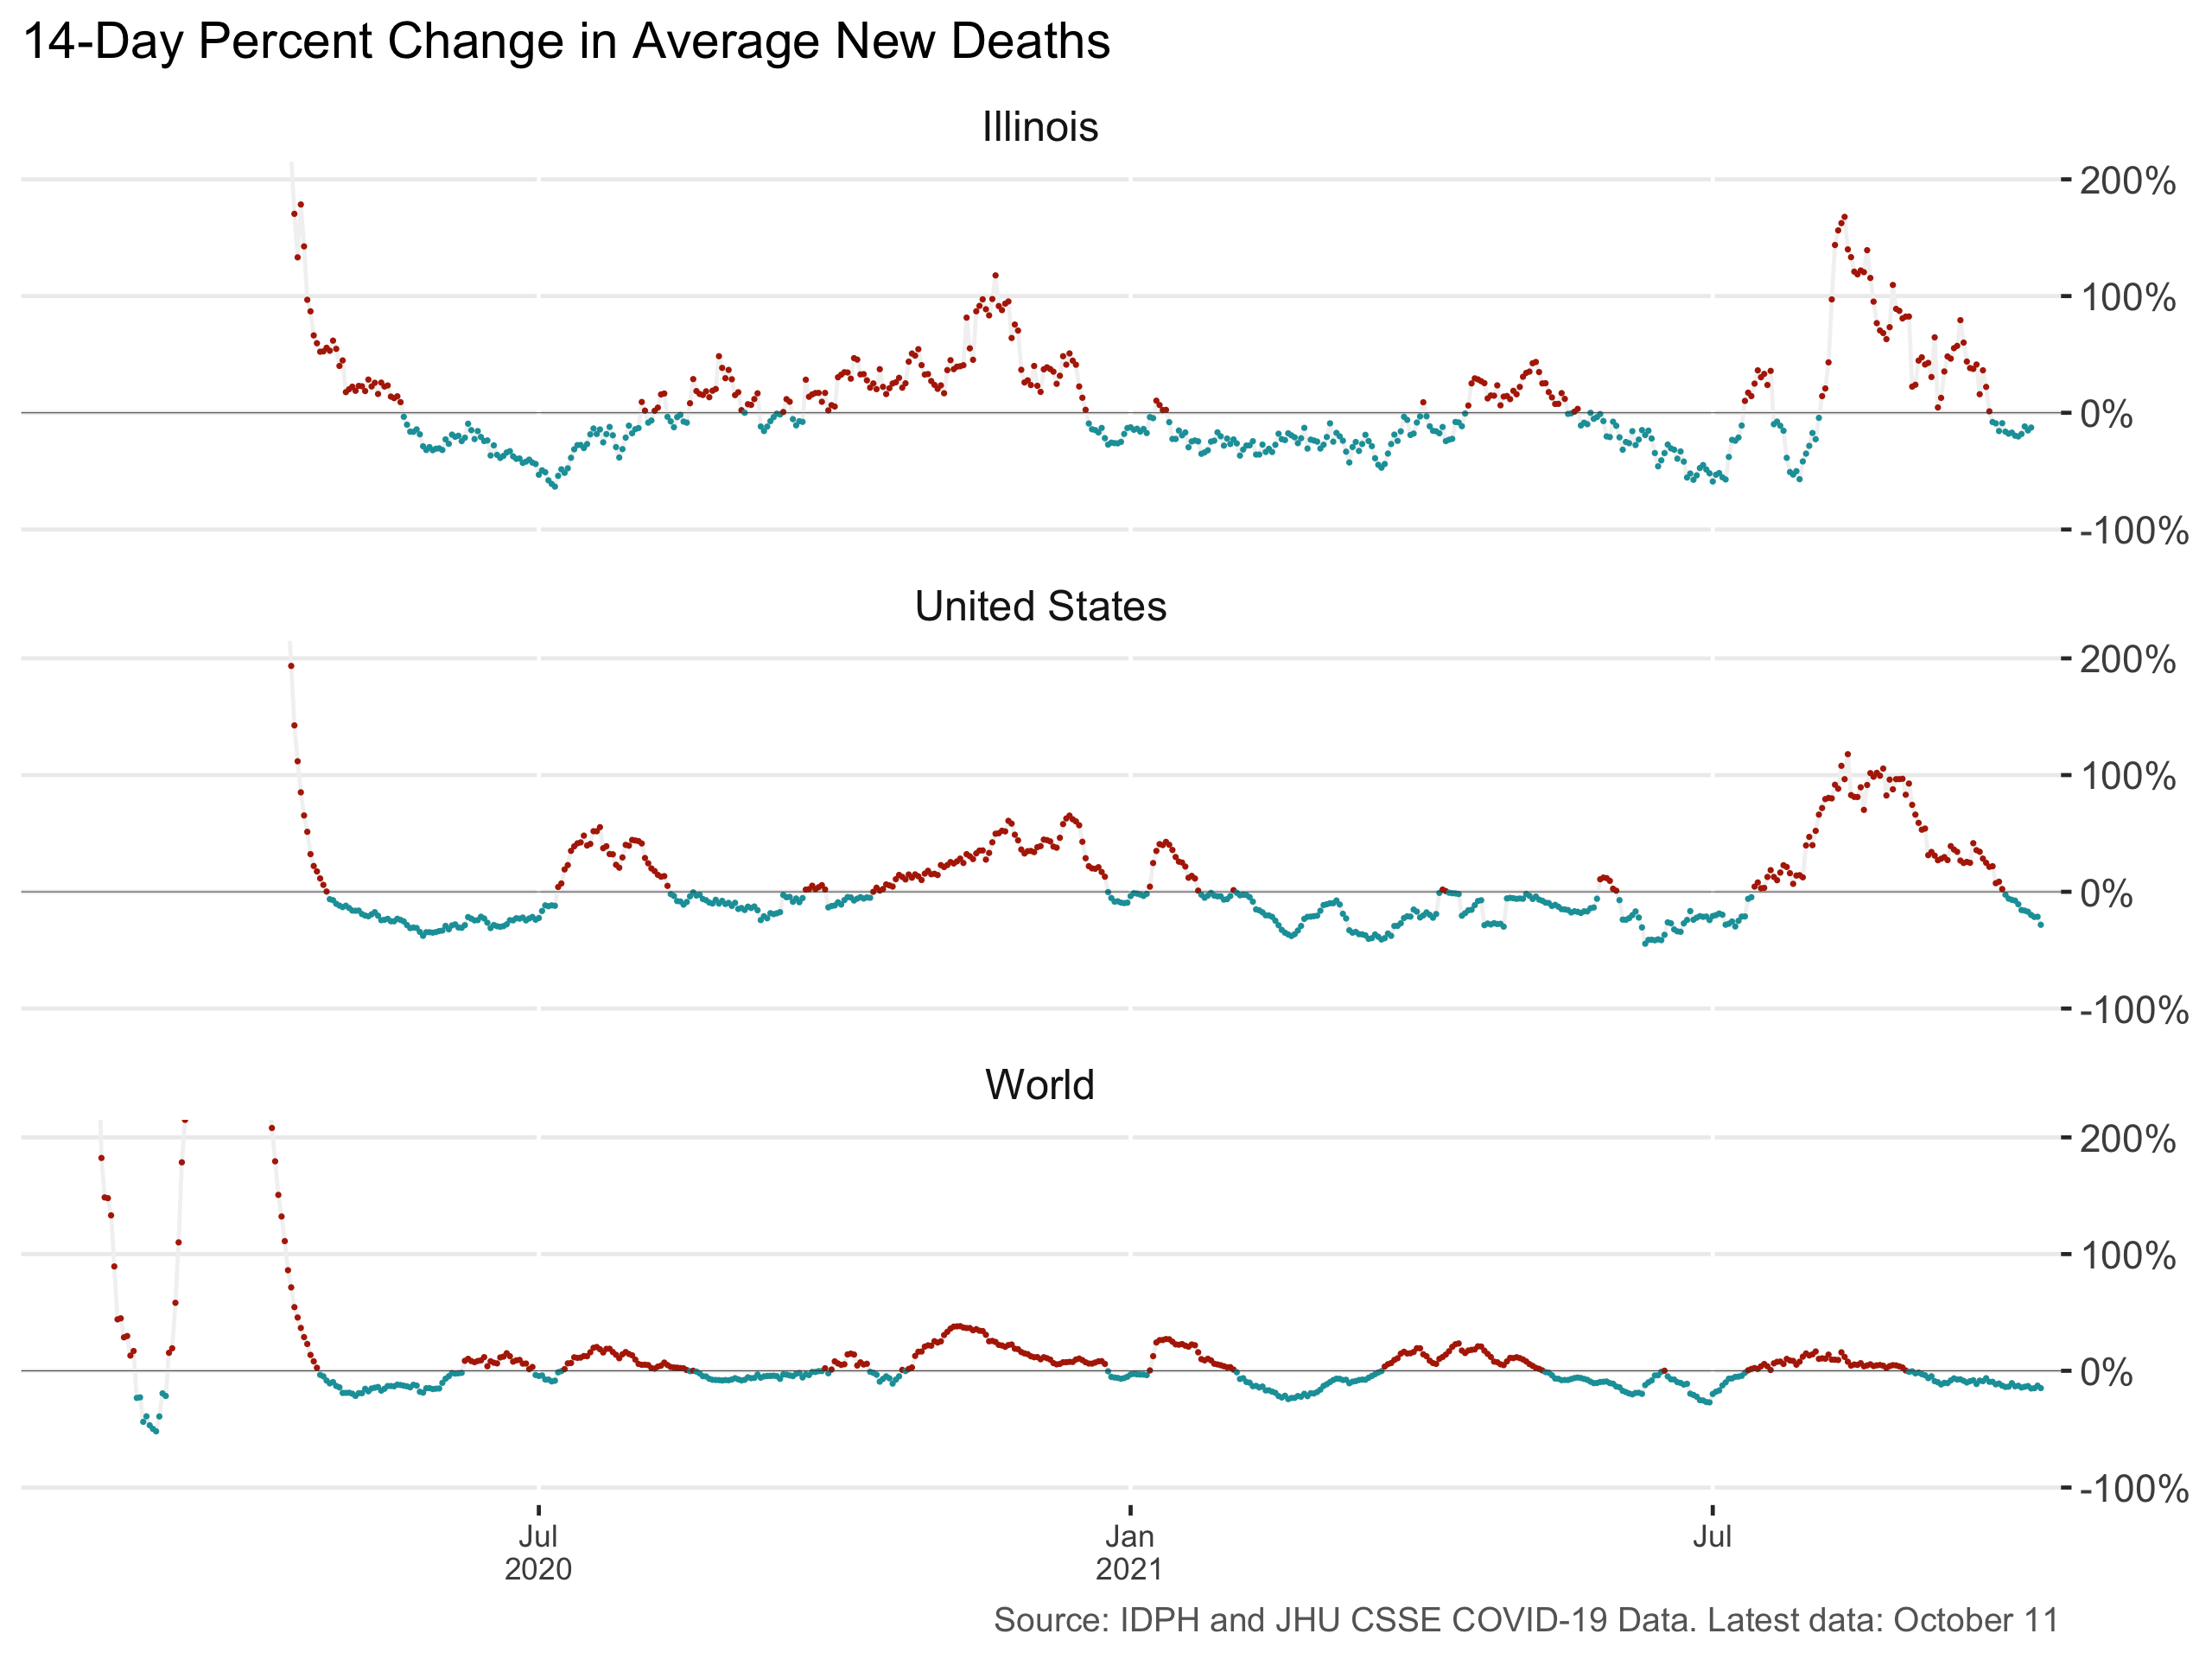 14-Day Percent Change in Average New Deaths
Illinois
200%
100%
0%
-100%
United States
200%
100%
0%
-100%
World
200%
100%
0%
-100%
Jul
2020
Jan
2021
Jul
Source: IDPH and JHU CSSE COVID-19 Data. Latest data: October 11